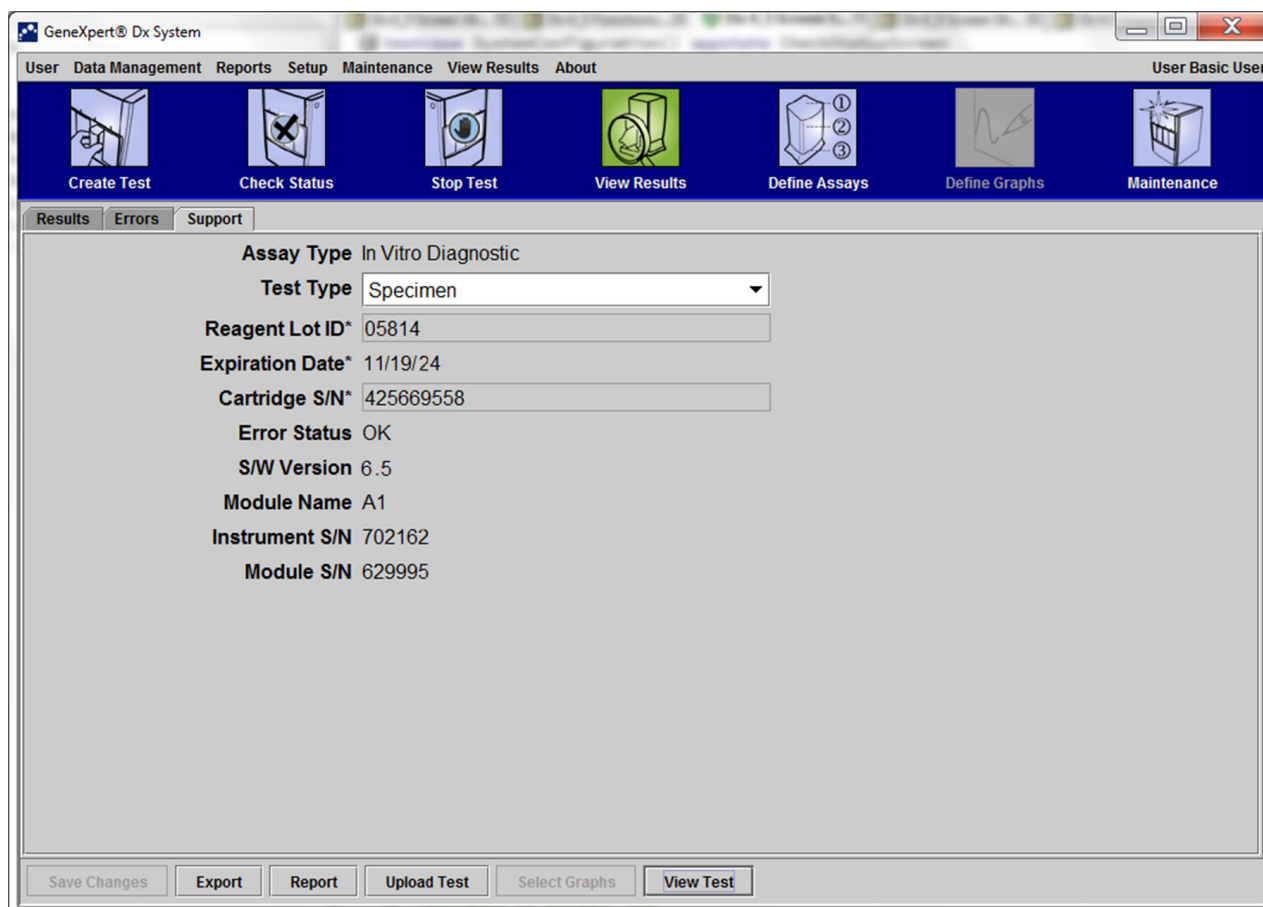 GeneXpert® Dx System
User Data Management Reports Setup Maintenance View Results About User Basic User
① ② ③
Create Test Check Status Stop Test View Results Define Assays Define Graphs Maintenance
Results Errors Support
Assay Type In Vitro Diagnostic
Test Type Specimen
Reagent Lot ID* 05814
Expiration Date* 11/19/24
Cartridge S/N* 425669558
Error Status OK
S/W Version 6.5
Module Name A1
Instrument S/N 702162
Module S/N 629995
Save Changes Export Report Upload Test Select Graphs View Test